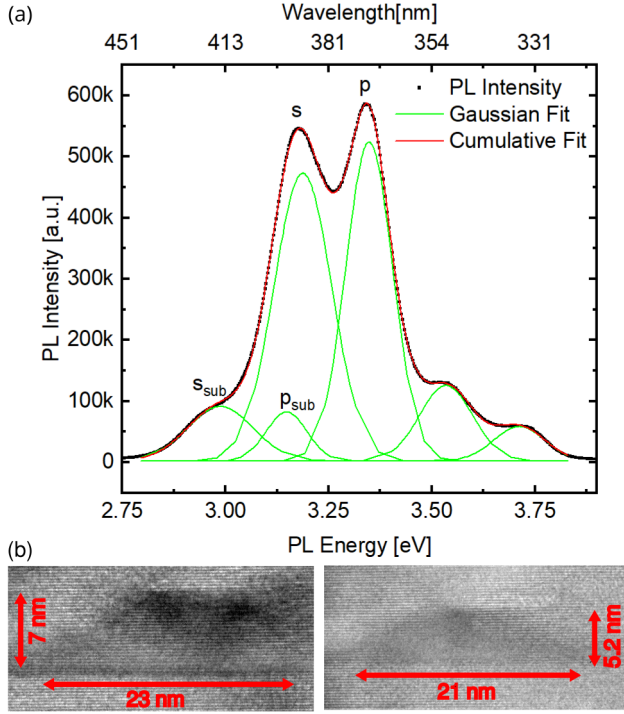 (a)
Wavelength[nm]
451 413 381 354 331
s p
PL Intensity
Gaussian Fit
Cumulative Fit
600k
500k
400k
300k
200k
100k
0
PL Intensity [a.u.]
s_sub p_sub
2.75 3.00 3.25 3.50 3.75
PL Energy [eV]
(b)
7 nm
23 nm
5.2 nm
21 nm